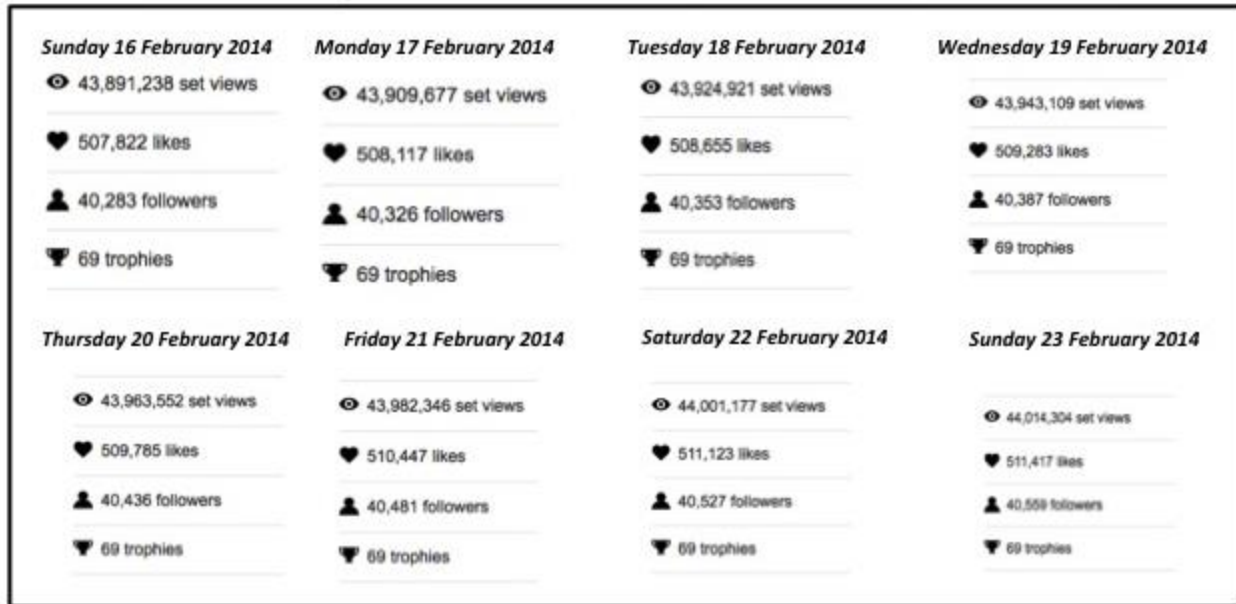 Sunday 16 February 2014
43,891,238 set views
507,822 likes
40,283 followers
69 trophies
Monday 17 February 2014
43,909,677 set views
508,117 likes
40,326 followers
69 trophies
Tuesday 18 February 2014
43,924,921 set views
508,655 likes
40,353 followers
69 trophies
Wednesday 19 February 2014
43,943,109 set views
509,283 likes
40,387 followers
69 trophies
Thursday 20 February 2014
43,963,552 set views
509,785 likes
40,436 followers
69 trophies
Friday 21 February 2014
43,982,346 set views
510,447 likes
40,481 followers
69 trophies
Saturday 22 February 2014
44,001,177 set views
511,123 likes
40,527 followers
69 trophies
Sunday 23 February 2014
44,014,304 set views
511,417 likes
40,559 followers
69 trophies